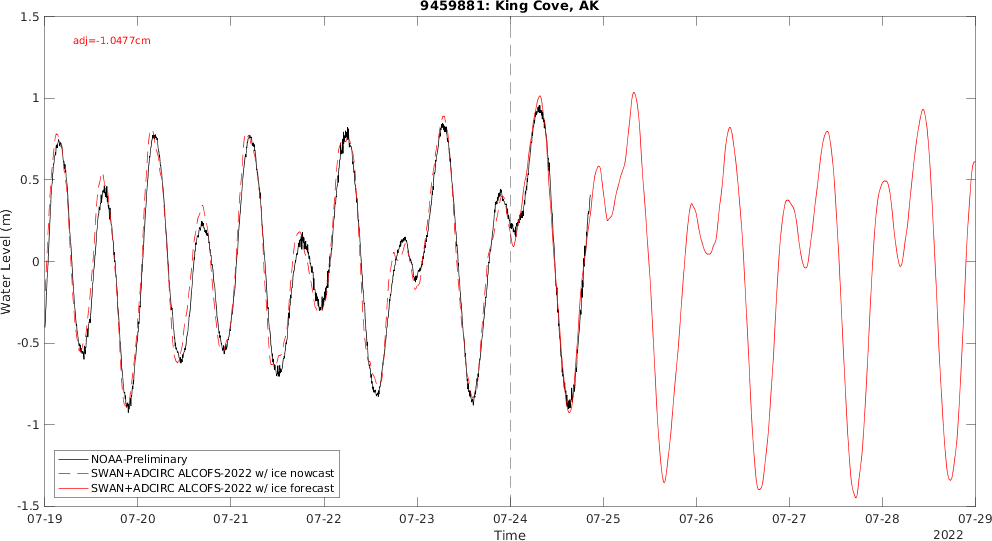 9459881: King Cove, AK
adj=-1.0477cm
1.5
1
0.5
0
-0.5
-1
-1.5
Water Level (m)
NOAA-Preliminary
SWAN+ADCIRC ALCOFS-2022 w/ ice nowcast
SWAN+ADCIRC ALCOFS-2022 w/ ice forecast
07-19 07-20 07-21 07-22 07-23 07-24 07-25 07-26 07-27 07-28 07-29
Time
2022